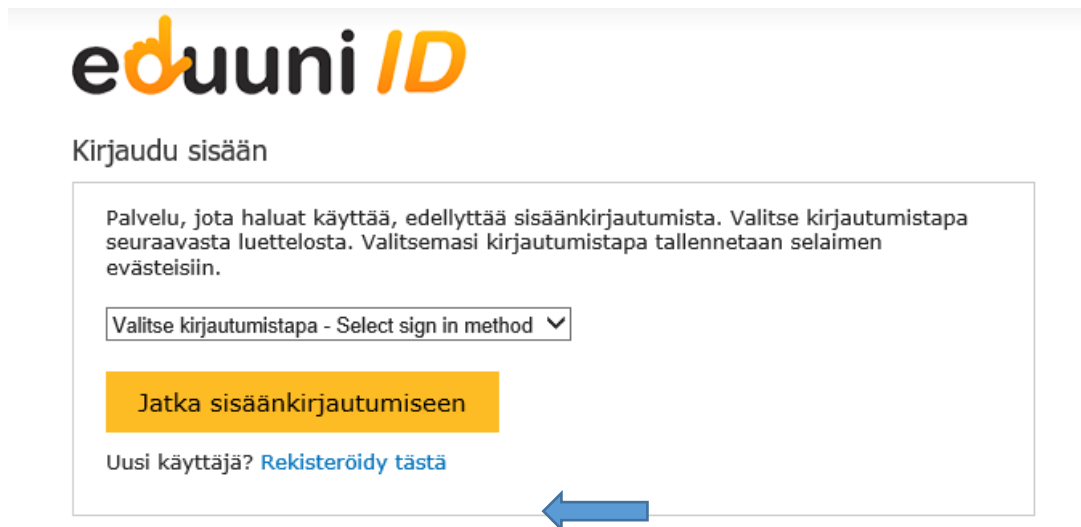 eduuni ID
Kirjaudu sisään
Palvelu, jota haluat käyttää, edellyttää sisäänkirjautumista. Valitse kirjautumistapa
seuraavasta luettelosta. Valitsemasi kirjautumistapa tallennetaan selaimen
evästeisiin.
Valitse kirjautumistapa - Select sign in method
Jatka sisäänkirjautumiseen
Uusi käyttäjä? Rekisteröidy tästä